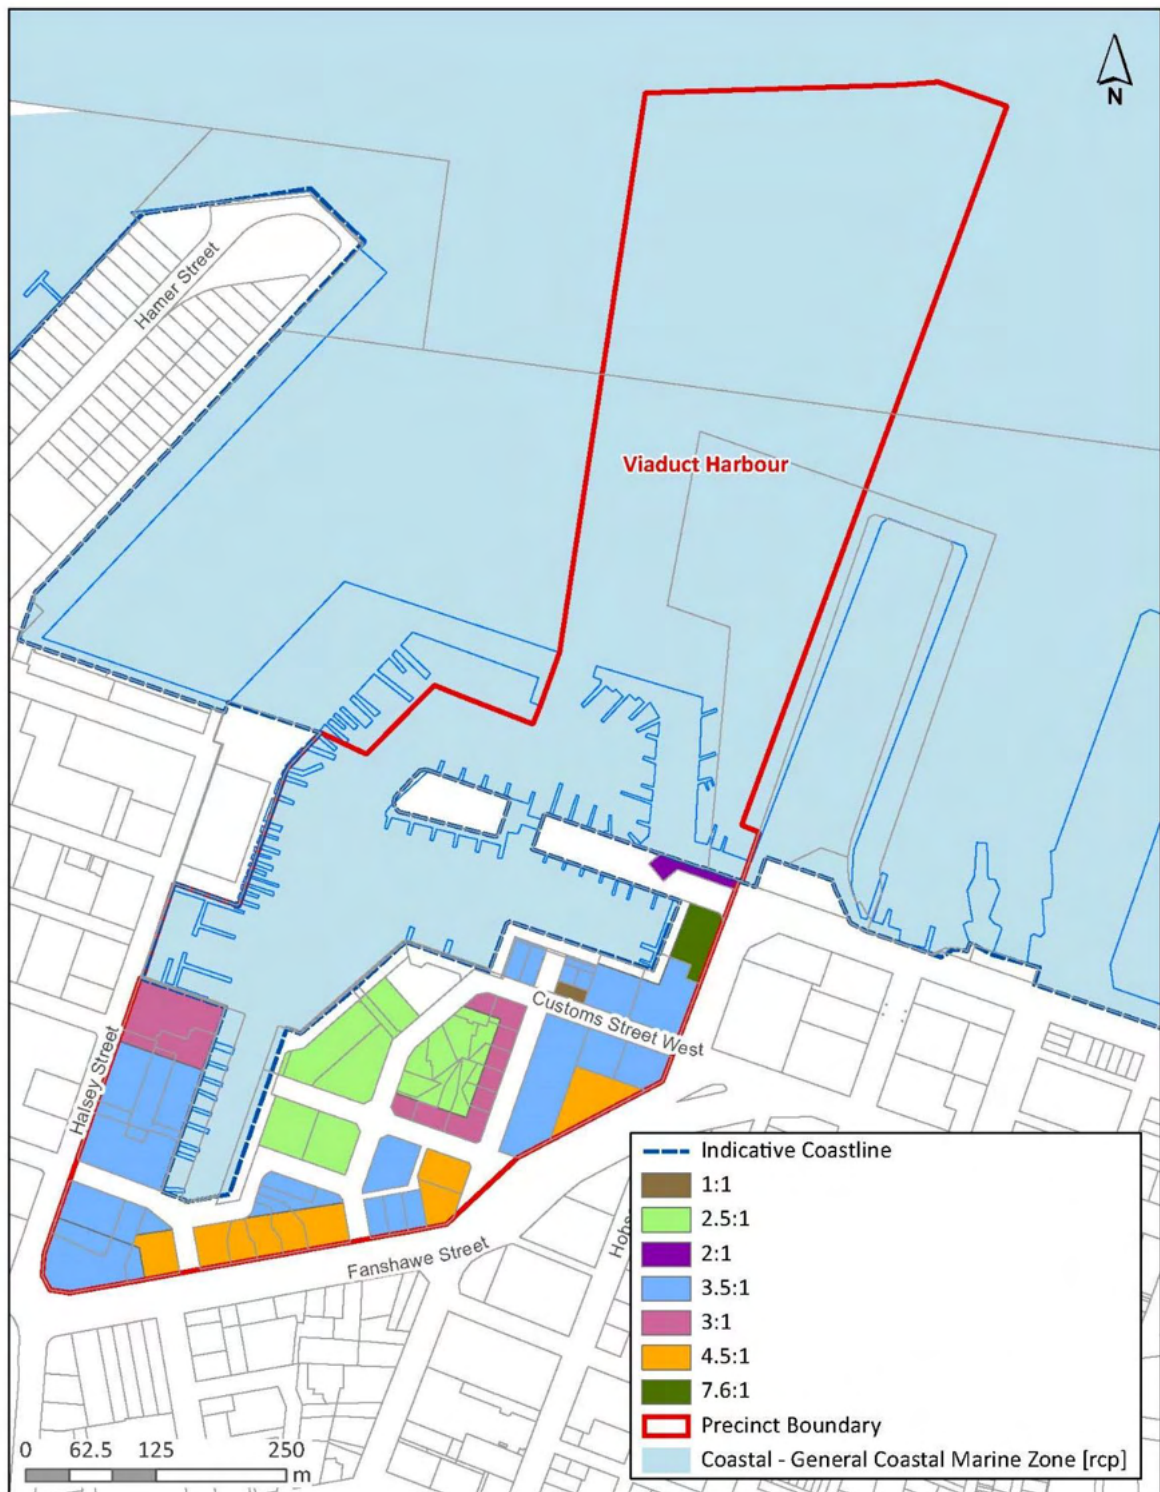 N
Hamer Street
Viaduct Harbour
Customs Street West
Halsey Street
Fanshawe Street
Indicative Coastline
1:1
2.5:1
2:1
3.5:1
3:1
4.5:1
7.6:1
Precinct Boundary
Coastal - General Coastal Marine Zone [rcp]
0 62.5 125 250
m